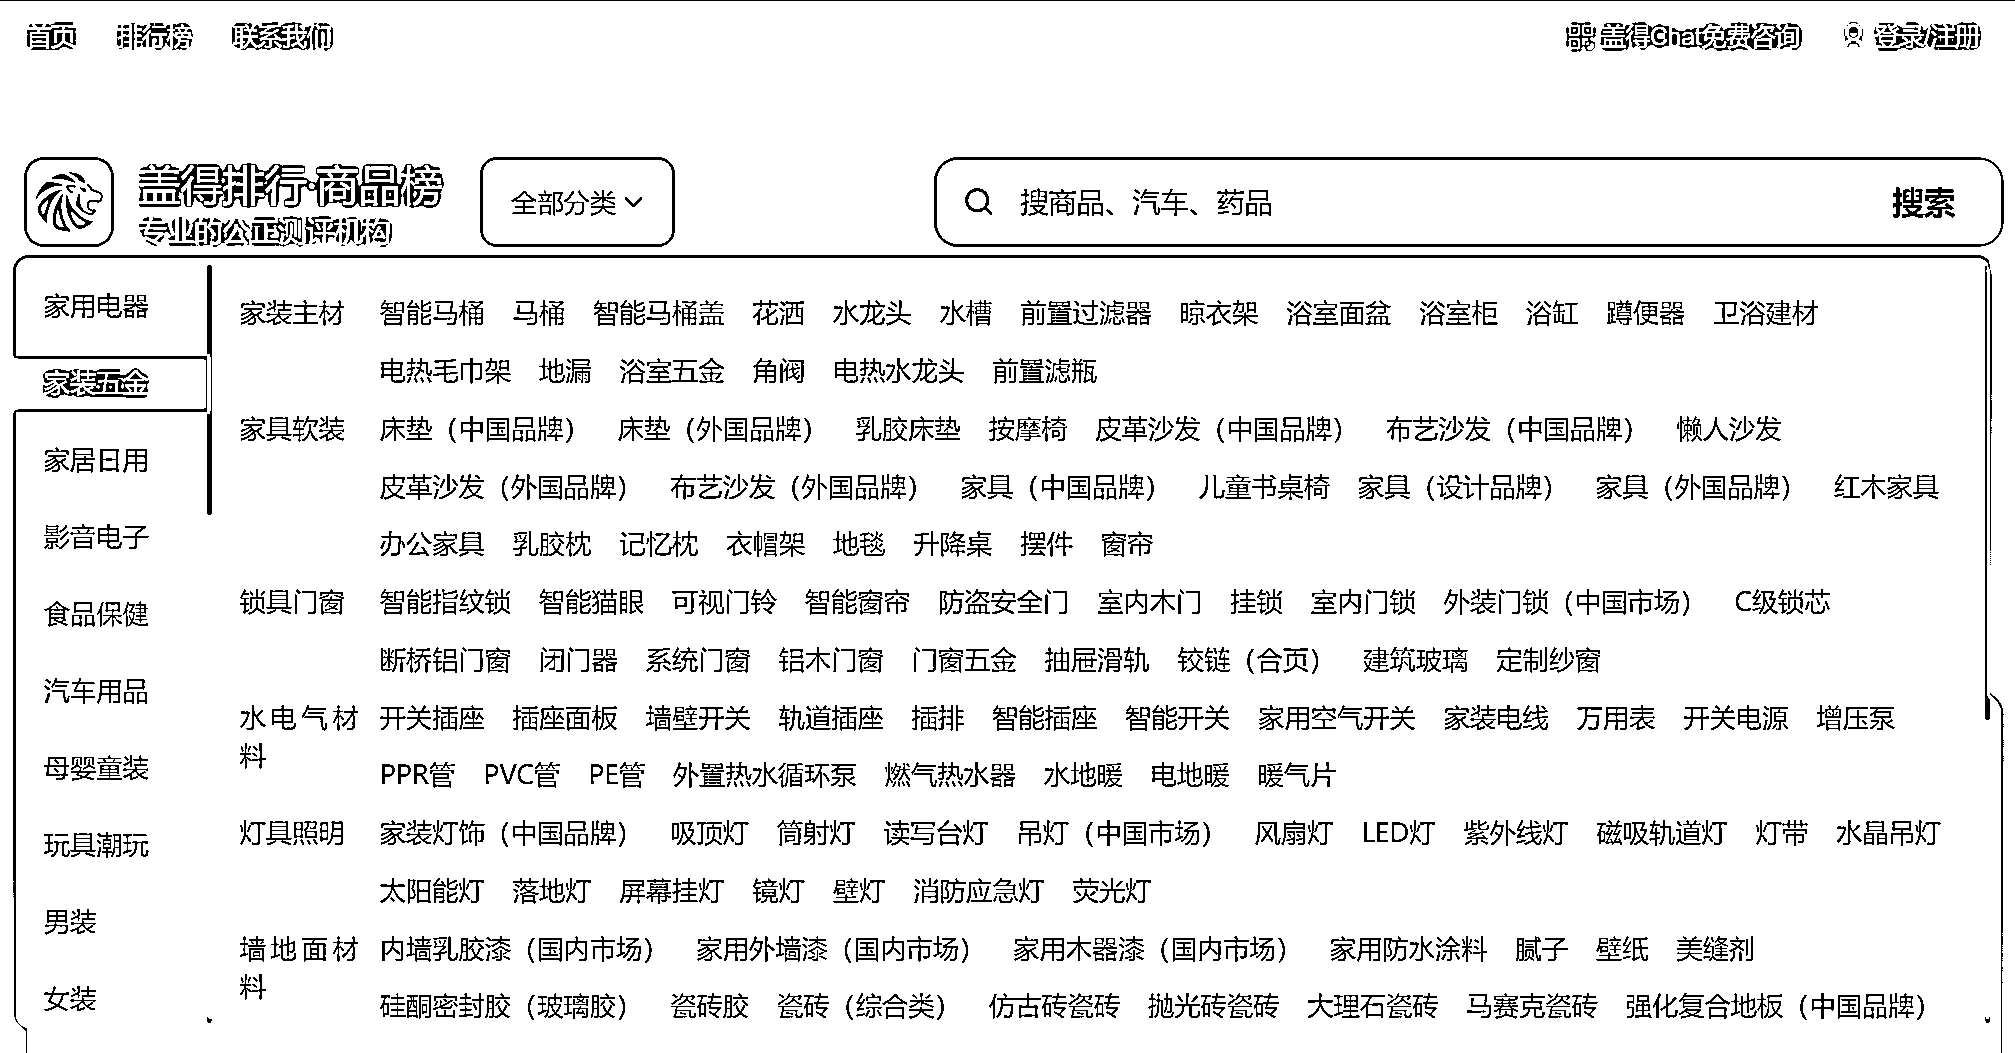 首页 排行榜 联系我们 盖得Chat免费咨询 登录/注册
盖得排行·商品榜
专业的公正测评机构
全部分类
搜商品、汽车、药品 搜索
家用电器
家装五金
家居日用
影音电子
食品保健
汽车用品
母婴童装
玩具潮玩
男装
女装
家装主材 智能马桶 马桶 智能马桶盖 花洒 水龙头 水槽 前置过滤器 晾衣架 浴室面盆 浴室柜 浴缸 蹲便器 卫浴建材
电热毛巾架 地漏 浴室五金 角阀 电热水龙头 前置滤瓶
家具软装 床垫（中国品牌） 床垫（外国品牌） 乳胶床垫 按摩椅 皮革沙发（中国品牌） 布艺沙发（中国品牌） 懒人沙发
皮革沙发（外国品牌） 布艺沙发（外国品牌） 家具（中国品牌） 儿童书桌椅 家具（设计品牌） 家具（外国品牌） 红木家具
办公家具 乳胶枕 记忆枕 衣帽架 地毯 升降桌 摆件 窗帘
锁具门窗 智能指纹锁 智能猫眼 可视门铃 智能窗帘 防盗安全门 室内木门 挂锁 室内门锁 外装门锁（中国市场） C级锁芯
断桥铝门窗 闭门器 系统门窗 铝木门窗 门窗五金 抽屉滑轨 铰链（合页） 建筑玻璃 定制纱窗
水电气材料 开关插座 插座面板 墙壁开关 轨道插座 插排 智能插座 智能开关 家用空气开关 家装电线 万用表 开关电源 增压泵
PPR管 PVC管 PE管 外置热水循环泵 燃气热水器 水地暖 电地暖 暖气片
灯具照明 家装灯饰（中国品牌） 吸顶灯 筒射灯 读写台灯 吊灯（中国市场） 风扇灯 LED灯 紫外线灯 磁吸轨道灯 灯带 水晶吊灯
太阳能灯 落地灯 屏幕挂灯 镜灯 壁灯 消防应急灯 荧光灯
墙地面材料 内墙乳胶漆（国内市场） 家用外墙漆（国内市场） 家用木器漆（国内市场） 家用防水涂料 腻子 壁纸 美缝剂
硅酮密封胶（玻璃胶） 瓷砖胶 瓷砖（综合类） 仿古砖瓷砖 抛光砖瓷砖 大理石瓷砖 马赛克瓷砖 强化复合地板（中国品牌）